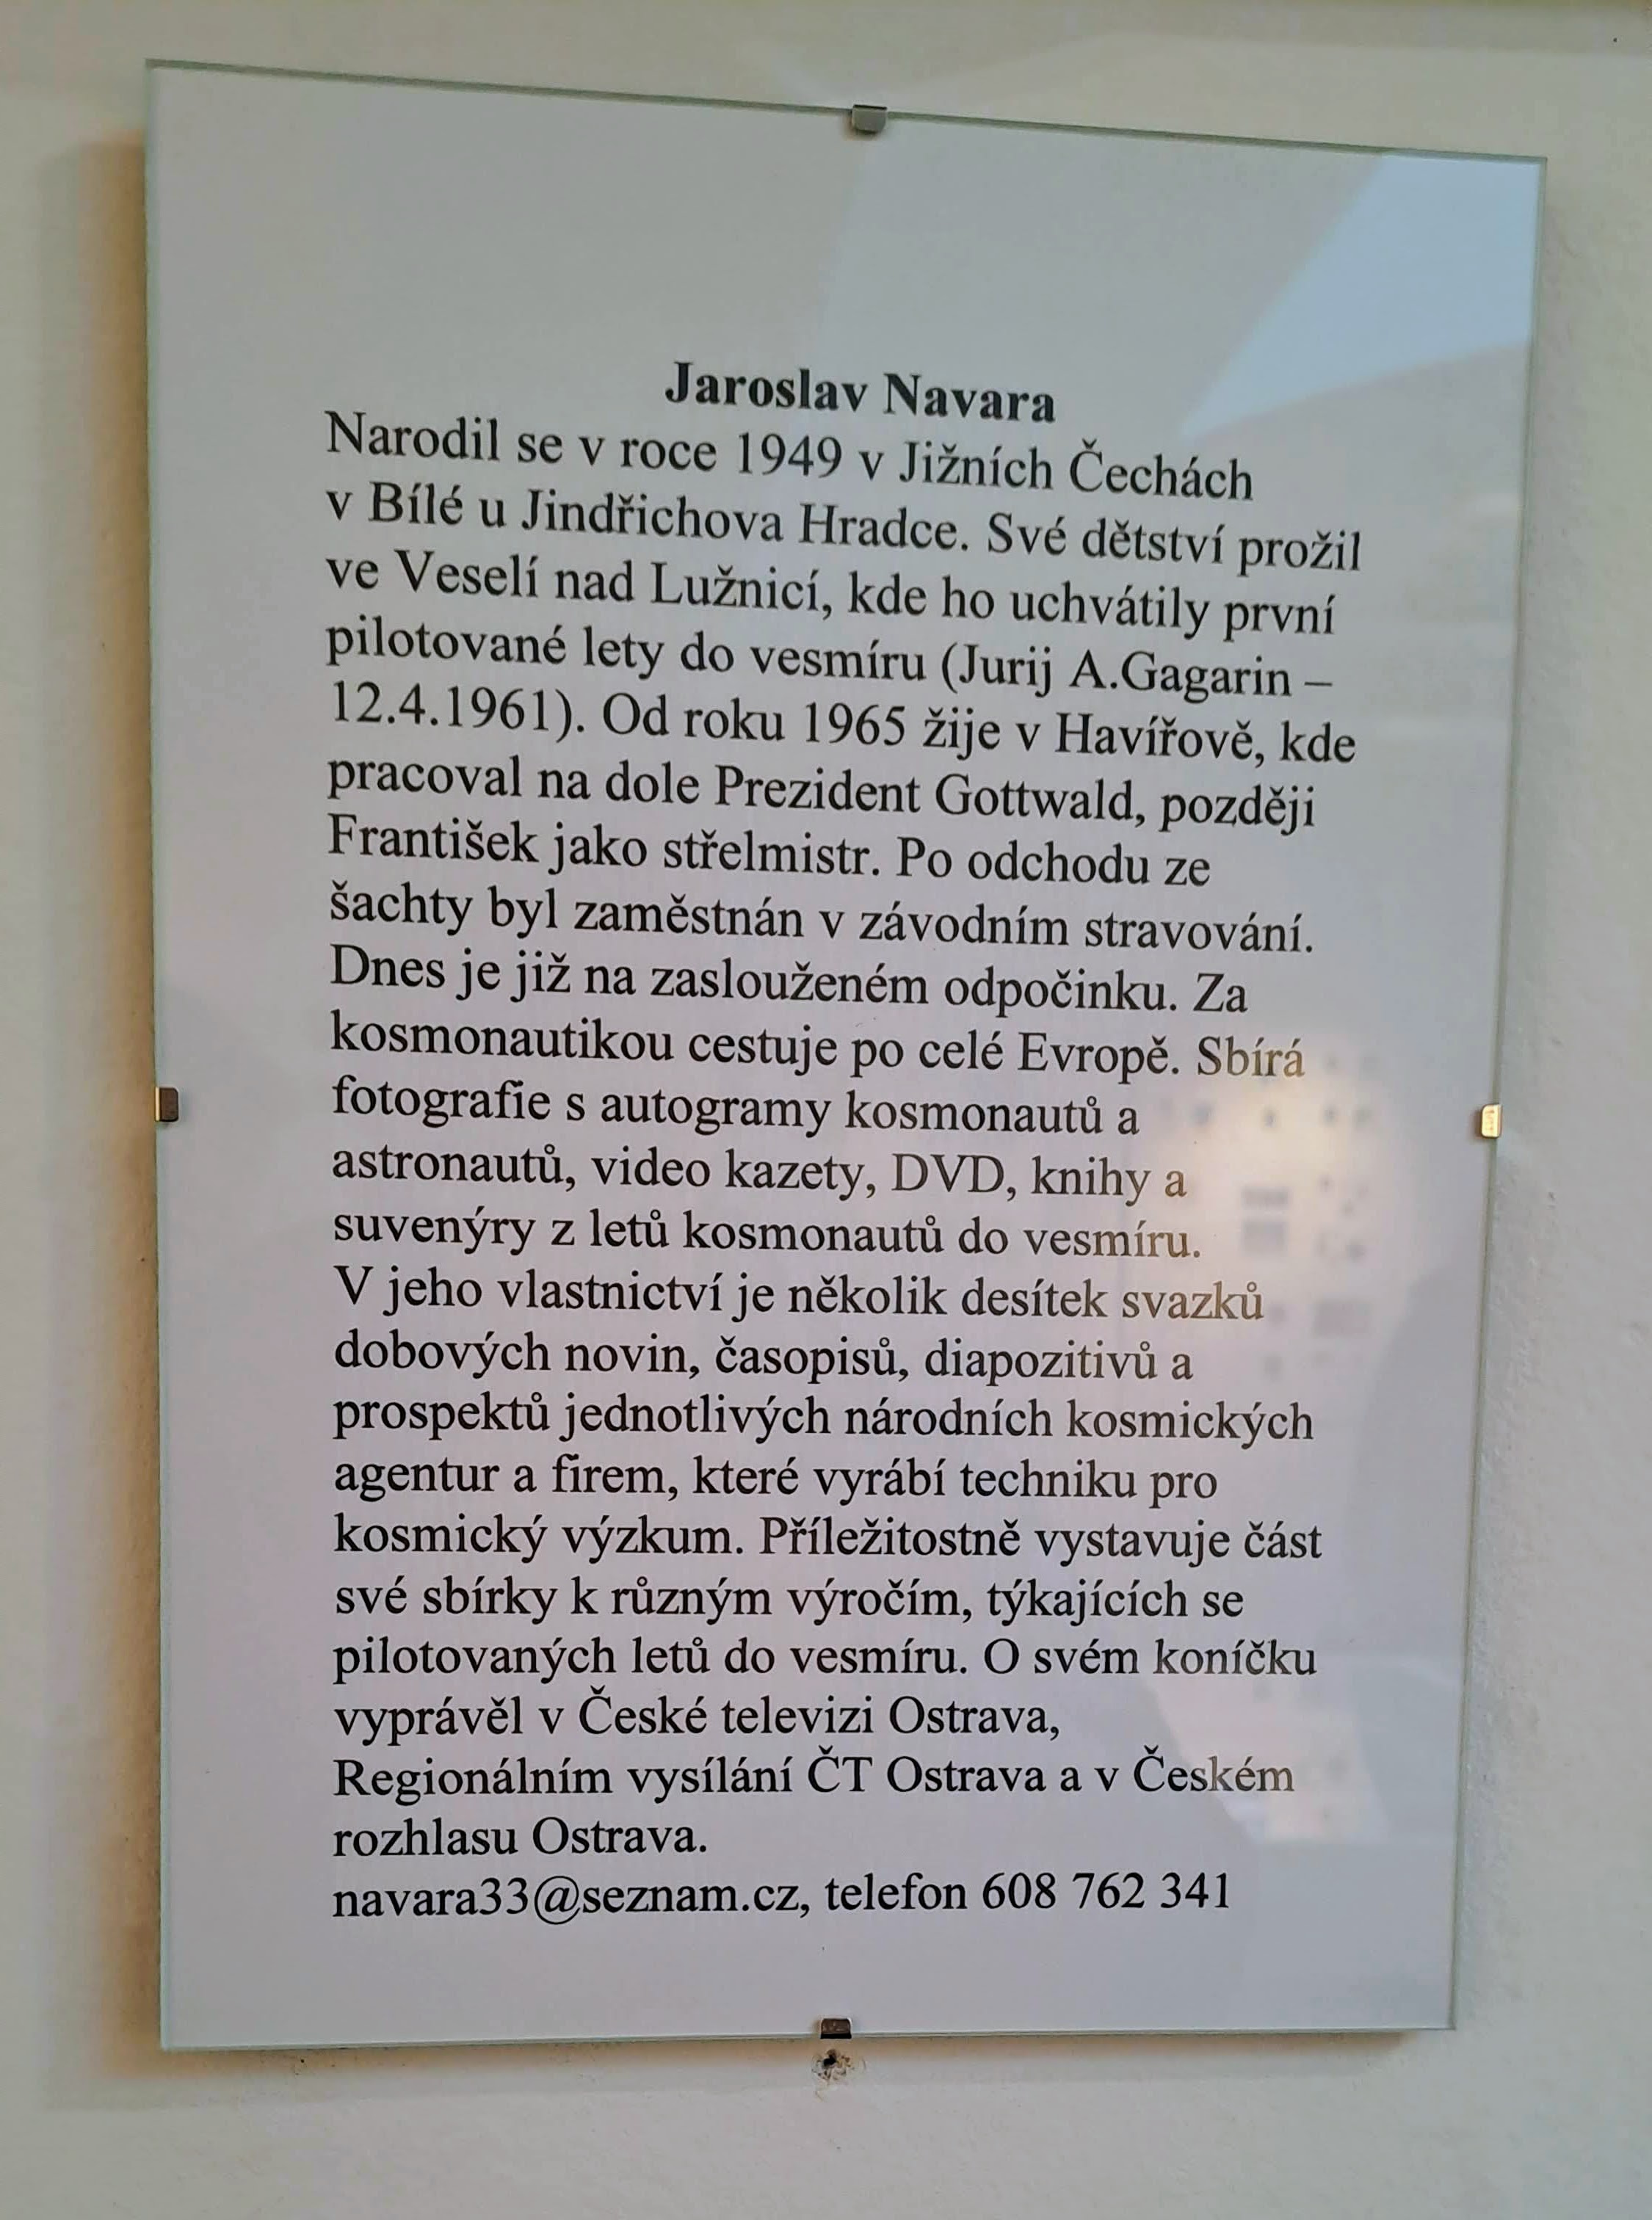 Jaroslav Navara
Narodil se v roce 1949 v Jižních Čechách
v Bílé u Jindřichova Hradce. Své dětství prožil
ve Veselí nad Lužnicí, kde ho uchvátily první
pilotované lety do vesmíru (Jurij A.Gagarin –
12.4.1961). Od roku 1965 žije v Havířově, kde
pracoval na dole Prezident Gottwald, později
František jako střelmistr. Po odchodu ze
šachty byl zaměstnán v závodním stravování.
Dnes je již na zaslouženém odpočinku. Za
kosmonautikou cestuje po celé Evropě. Sbírá
fotografie s autogramy kosmonautů a
astronautů, video kazety, DVD, knihy a
suvenýry z letů kosmonautů do vesmíru.
V jeho vlastnictví je několik desítek svazků
dobových novin, časopisů, diapozitivů a
prospektů jednotlivých národních kosmických
agentur a firem, které vyrábí techniku pro
kosmický výzkum. Příležitostně vystavuje část
své sbírky k různým výročím, týkajících se
pilotovaných letů do vesmíru. O svém koníčku
vyprávěl v České televizi Ostrava,
Regionálním vysílání ČT Ostrava a v Českém
rozhlasu Ostrava.
navara33@seznam.cz, telefon 608 762 341